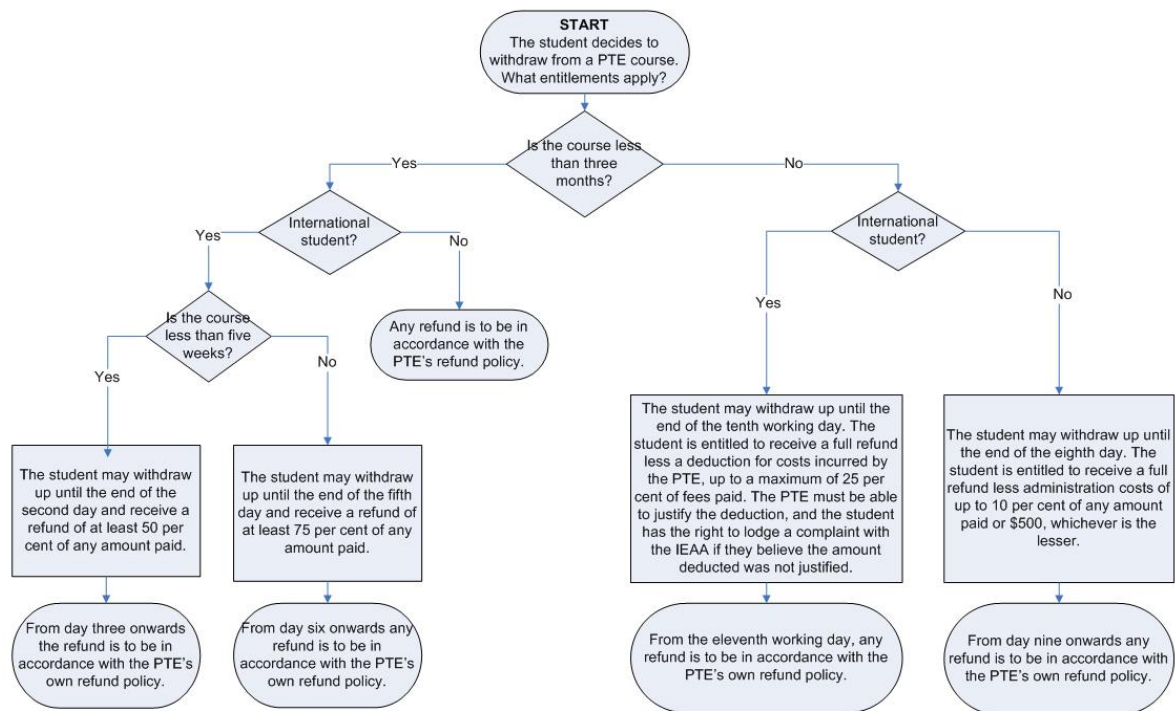 START
The student decides to
withdraw from a PTE course.
What entitlements apply?
Is the course less
than three
months?
Yes
No
International
student?
Yes
No
International
student?
Yes
No
Is the course
less than five
weeks?
Yes
No
Any refund is to be in
accordance with the
PTE's refund policy.
The student may withdraw
up until the end of the
second day and receive a
refund of at least 50 per
cent of any amount paid.
The student may withdraw
up until the end of the fifth
day and receive a refund of
at least 75 per cent of any
amount paid.
The student may withdraw up until the
end of the tenth working day. The
student is entitled to receive a full refund
less a deduction for costs incurred by
the PTE, up to a maximum of 25 per
cent of fees paid. The PTE must be able
to justify the deduction, and the student
has the right to lodge a complaint with
the IEAA if they believe the amount
deducted was not justified.
The student may withdraw up until
the end of the eighth day. The
student is entitled to receive a full
refund less administration costs of
up to 10 per cent of any amount
paid or $500, whichever is the
lesser.
From day three onwards
the refund is to be in
accordance with the PTE's
own refund policy.
From day six onwards any
refund is to be in
accordance with the PTE's
own refund policy.
From the eleventh working day, any
refund is to be in accordance with the
PTE's own refund policy.
From day nine onwards any
refund is to be in accordance with
the PTE's own refund policy.